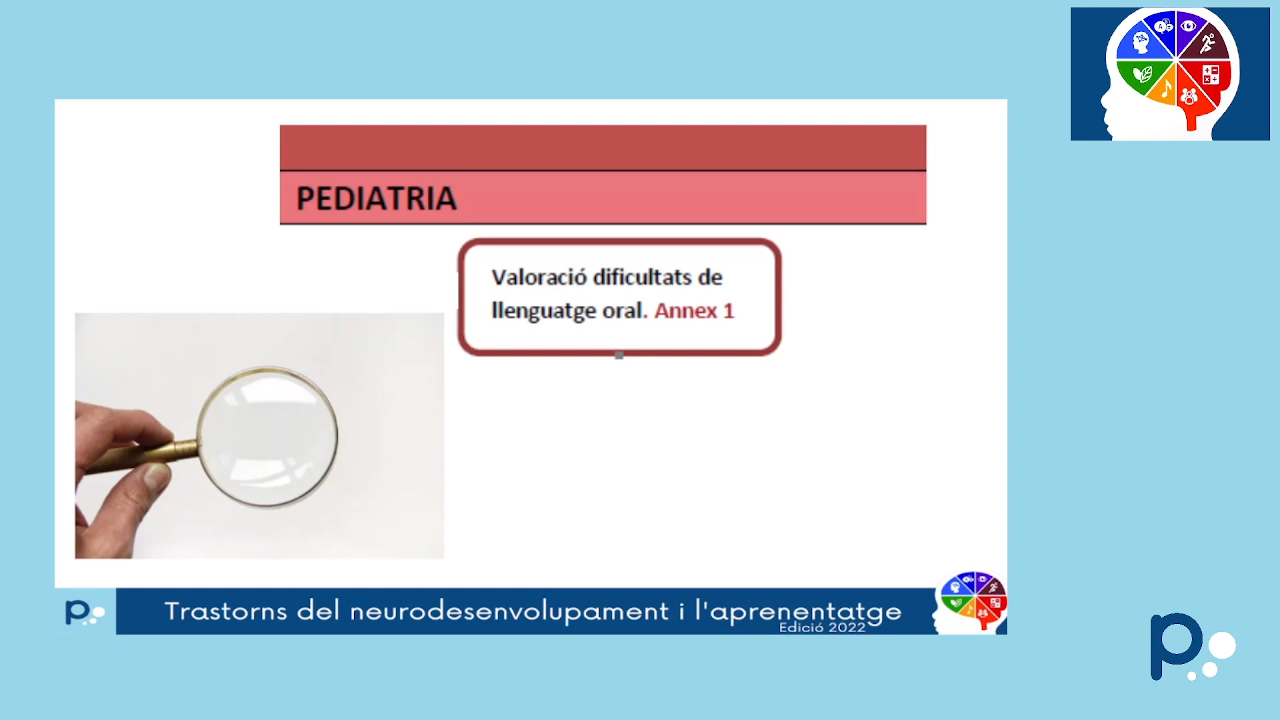 PEDIATRIA
Valoració dificultats de
llenguatge oral. Annex 1
p
Trastorns del neurodesenvolupament i l'aprenentatge
Edició 2022
p